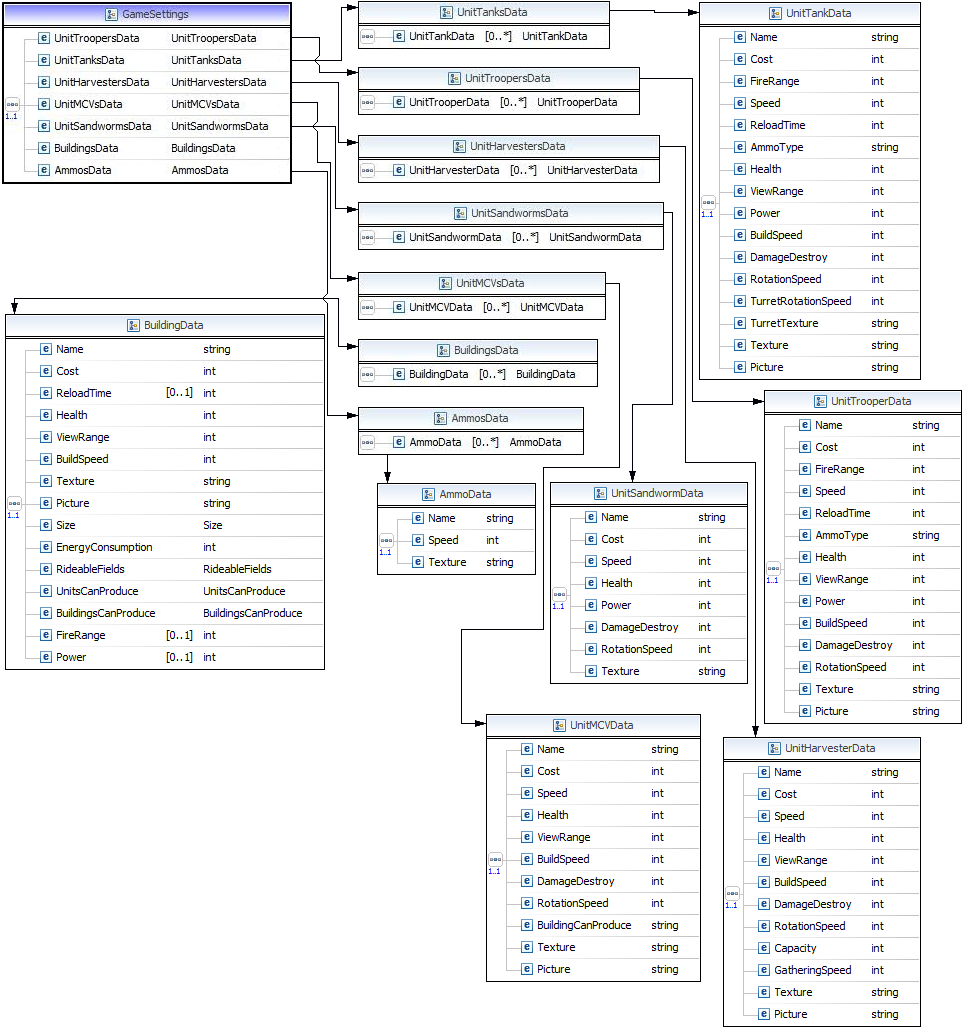 GameSettings
UnitTroopersData UnitTroopersData
UnitTanksData UnitTanksData
UnitHarvestersData UnitHarvestersData
UnitMCVsData UnitMCVsData
UnitSandwormsData UnitSandwormsData
BuildingsData BuildingsData
AmmosData AmmosData
1..1
UnitTanksData
UnitTankData [0..*] UnitTankData
UnitTroopersData
UnitTrooperData [0..*] UnitTrooperData
UnitHarvestersData
UnitHarvesterData [0..*] UnitHarvesterData
UnitSandwormsData
UnitSandwormData [0..*] UnitSandwormData
UnitMCVsData
UnitMCVData [0..*] UnitMCVData
BuildingsData
BuildingData [0..*] BuildingData
AmmosData
AmmoData [0..*] AmmoData
UnitTankData
Name string
Cost int
FireRange int
Speed int
ReloadTime int
AmmoType string
Health int
ViewRange int
1..1
Power int
BuildSpeed int
DamageDestroy int
RotationSpeed int
TurretRotationSpeed int
TurretTexture string
Texture string
Picture string
BuildingData
Name string
Cost int
ReloadTime [0..1] int
Health int
ViewRange int
BuildSpeed int
Texture string
Picture string
1..1
Size Size
EnergyConsumption int
RideableFields RideableFields
UnitsCanProduce UnitsCanProduce
BuildingsCanProduce BuildingsCanProduce
FireRange [0..1] int
Power [0..1] int
AmmoData
Name string
Speed int
1..1
Texture string
UnitSandwormData
Name string
Cost int
Speed int
Health int
1..1
Power int
DamageDestroy int
RotationSpeed int
Texture string
UnitTrooperData
Name string
Cost int
FireRange int
Speed int
ReloadTime int
AmmoType string
Health int
1..1
ViewRange int
Power int
BuildSpeed int
DamageDestroy int
RotationSpeed int
Texture string
Picture string
UnitMCVData
Name string
Cost int
Speed int
Health int
ViewRange int
BuildSpeed int
1..1
DamageDestroy int
RotationSpeed int
BuildingCanProduce string
Texture string
Picture string
UnitHarvesterData
Name string
Cost int
Speed int
Health int
ViewRange int
BuildSpeed int
DamageDestroy int
1..1
RotationSpeed int
Capacity int
GatheringSpeed int
Texture string
Picture string